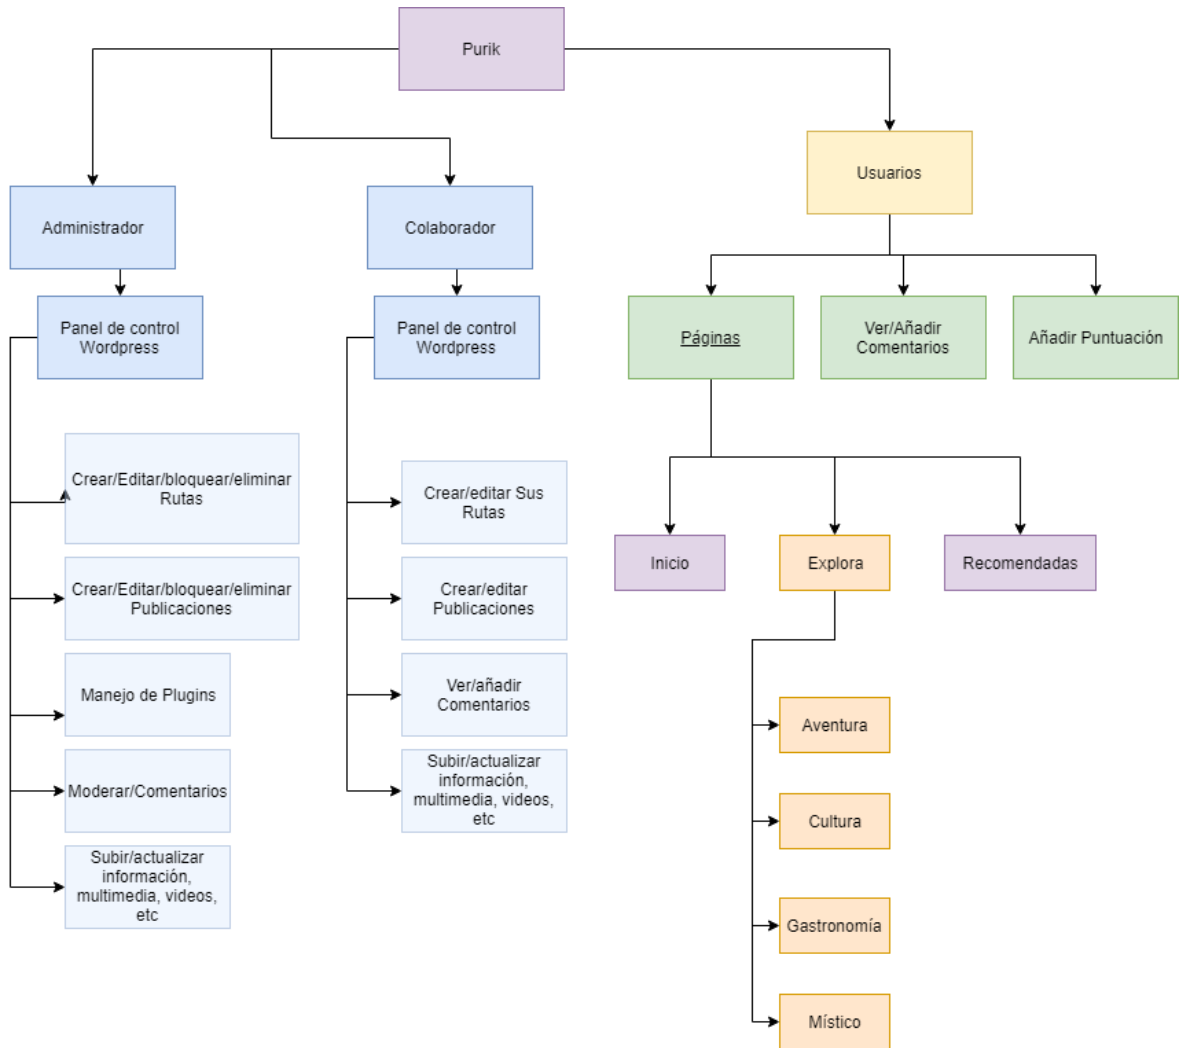 Purik
Usuarios
Administrador
Colaborador
Panel de control
Wordpress
Panel de control
Wordpress
Páginas
Ver/Añadir
Comentarios
Añadir Puntuación
Crear/Editar/bloquear/eliminar
Rutas
Crear/editar Sus
Rutas
Inicio
Explora
Recomendadas
Crear/Editar/bloquear/eliminar
Publicaciones
Crear/editar
Publicaciones
Manejo de Plugins
Ver/añadir
Comentarios
Aventura
Moderar/Comentarios
Subir/actualizar
información,
multimedia, videos,
etc
Cultura
Subir/actualizar
información,
multimedia, videos,
etc
Gastronomía
Místico